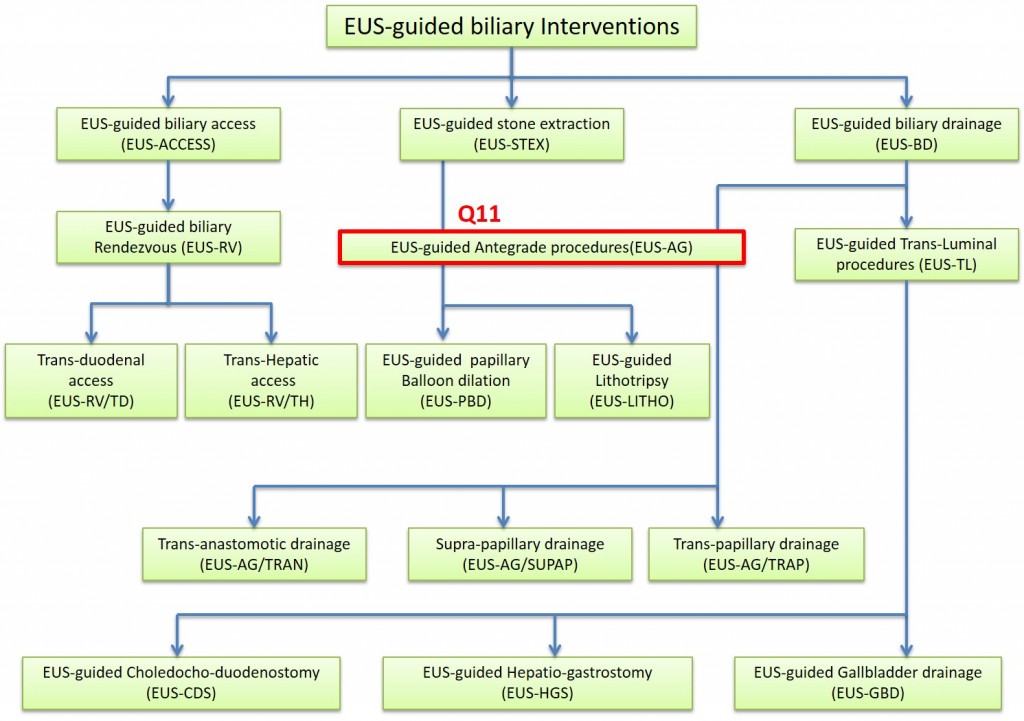 EUS-guided biliary Interventions
EUS-guided biliary access
(EUS-ACCESS)
EUS-guided stone extraction
(EUS-STEX)
EUS-guided biliary drainage
(EUS-BD)
Q11
EUS-guided biliary
Rendezvous (EUS-RV)
EUS-guided Antegrade procedures(EUS-AG)
EUS-guided Trans-Luminal
procedures (EUS-TL)
Trans-duodenal
access
(EUS-RV/TD)
Trans-Hepatic
access
(EUS-RV/TH)
EUS-guided papillary
Balloon dilation
(EUS-PBD)
EUS-guided
Lithotripsy
(EUS-LITHO)
Trans-anastomotic drainage
(EUS-AG/TRAN)
Supra-papillary drainage
(EUS-AG/SUPAP)
Trans-papillary drainage
(EUS-AG/TRAP)
EUS-guided Choledocho-duodenostomy
(EUS-CDS)
EUS-guided Hepatio-gastrostomy
(EUS-HGS)
EUS-guided Gallbladder drainage
(EUS-GBD)